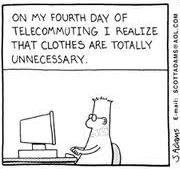 ON MY FOURTH DAY OF
TELECOMMUTING I REALIZE
THAT CLOTHES ARE TOTALLY
UNNECESSARY.
S.Adams
E-mail: SCOTTADAMS@AOL.COM